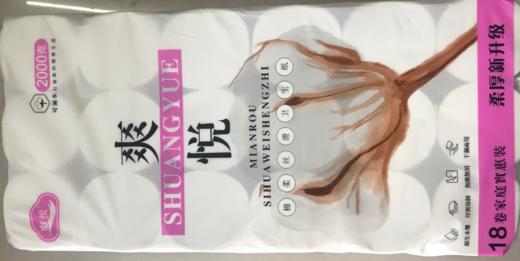 2000克
爽悦
SHUANGYUE
MIANROU
SIHUAWEISHENGZHI
棉柔丝滑卫生纸
柔厚新升级
18卷家庭实惠装